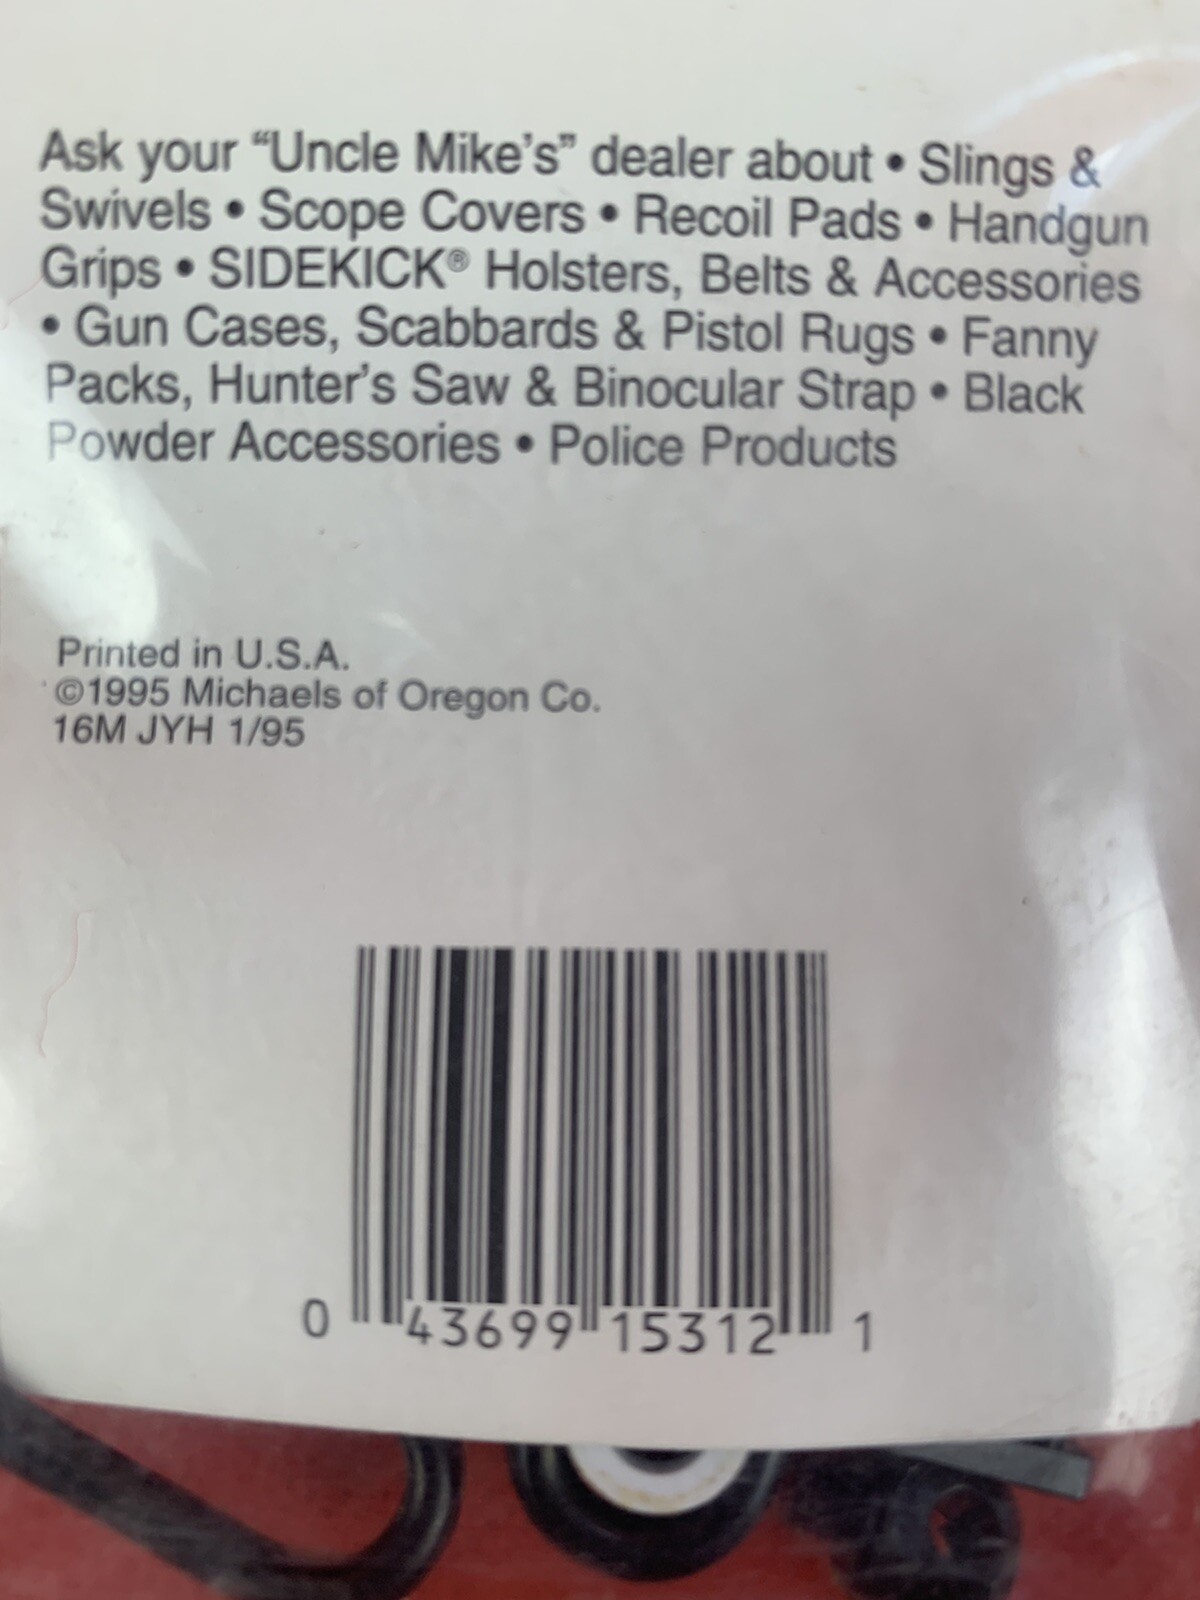 Ask your “Uncle Mike’s” dealer about • Slings &
Swivels • Scope Covers • Recoil Pads • Handgun
Grips • SIDEKICK® Holsters, Belts & Accessories
• Gun Cases, Scabbards & Pistol Rugs • Fanny
Packs, Hunter’s Saw & Binocular Strap • Black
Powder Accessories • Police Products
Printed in U.S.A.
©1995 Michaels of Oregon Co.
16M JYH 1/95
0 43699 15312 1